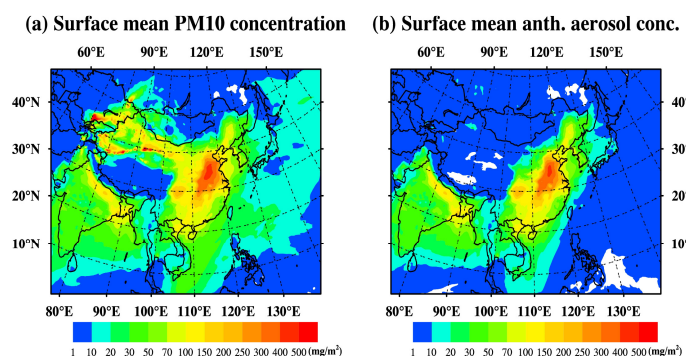 (a) Surface mean PM10 concentration
(b) Surface mean anth. aerosol conc.
60°E 90°E 120°E 150°E
60°E 90°E 120°E 150°E
40°N
30°N
20°N
10°N
40°N
30°N
20°N
10°N
80°E 90°E 100°E 110°E 120°E 130°E
80°E 90°E 100°E 110°E 120°E 130°E
1 10 20 30 50 70 100 150 200 250 300 400 500 (mg/m²)
1 10 20 30 50 70 100 150 200 250 300 400 500 (mg/m²)